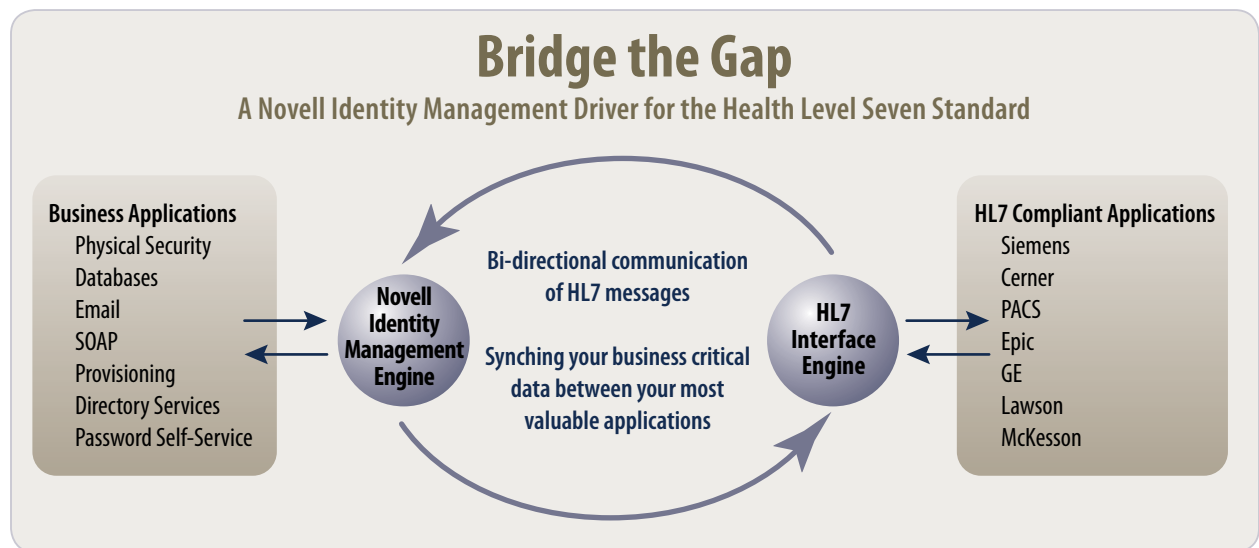 Bridge the Gap
A Novell Identity Management Driver for the Health Level Seven Standard
Business Applications
Physical Security
Databases
Email
SOAP
Provisioning
Directory Services
Password Self-Service
Novell
Identity
Management
Engine
Bi-directional communication
of HL7 messages
Synching your business critical
data between your most
valuable applications
HL7
Interface
Engine
HL7 Compliant Applications
Siemens
Cerner
PACS
Epic
GE
Lawson
McKesson